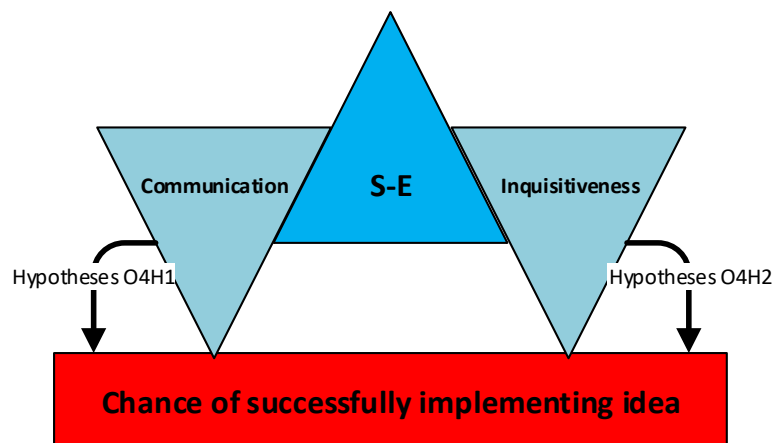 Communication
S-E
Inquisitiveness
Hypotheses O4H1
Hypotheses O4H2
Chance of successfully implementing idea